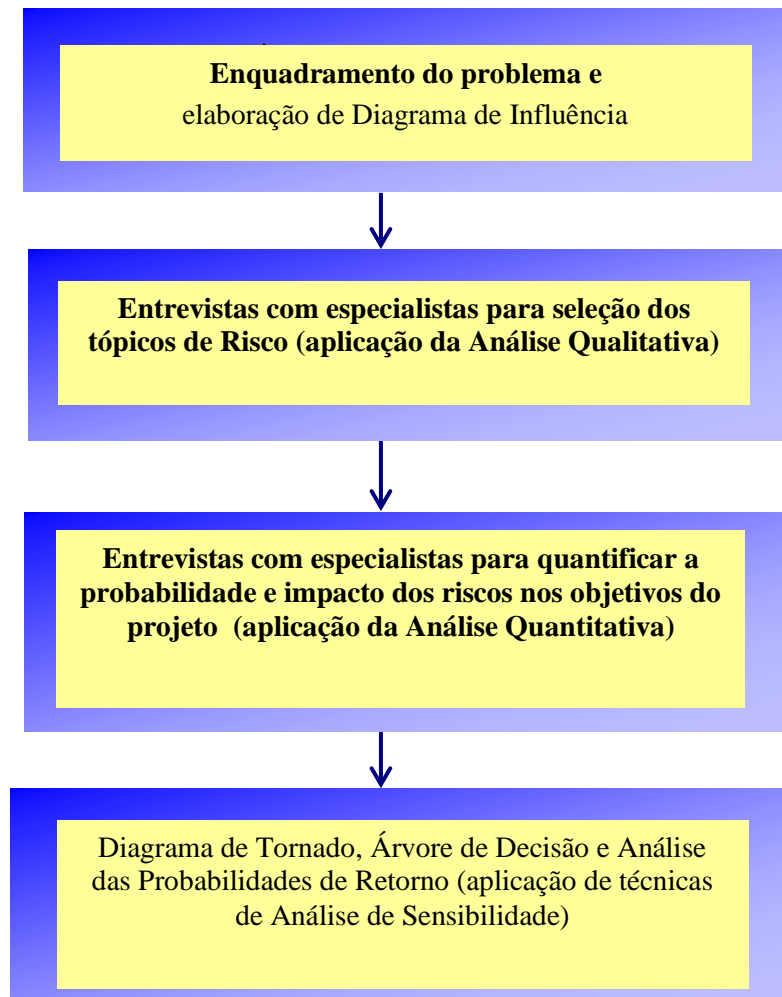 Enquadramento do problema e
elaboração de Diagrama de Influência
Entrevistas com especialistas para seleção dos
tópicos de Risco (aplicação da Análise Qualitativa)
Entrevistas com especialistas para quantificar a
probabilidade e impacto dos riscos nos objetivos do
projeto (aplicação da Análise Quantitativa)
Diagrama de Tornado, Árvore de Decisão e Análise
das Probabilidades de Retorno (aplicação de técnicas
de Análise de Sensibilidade)